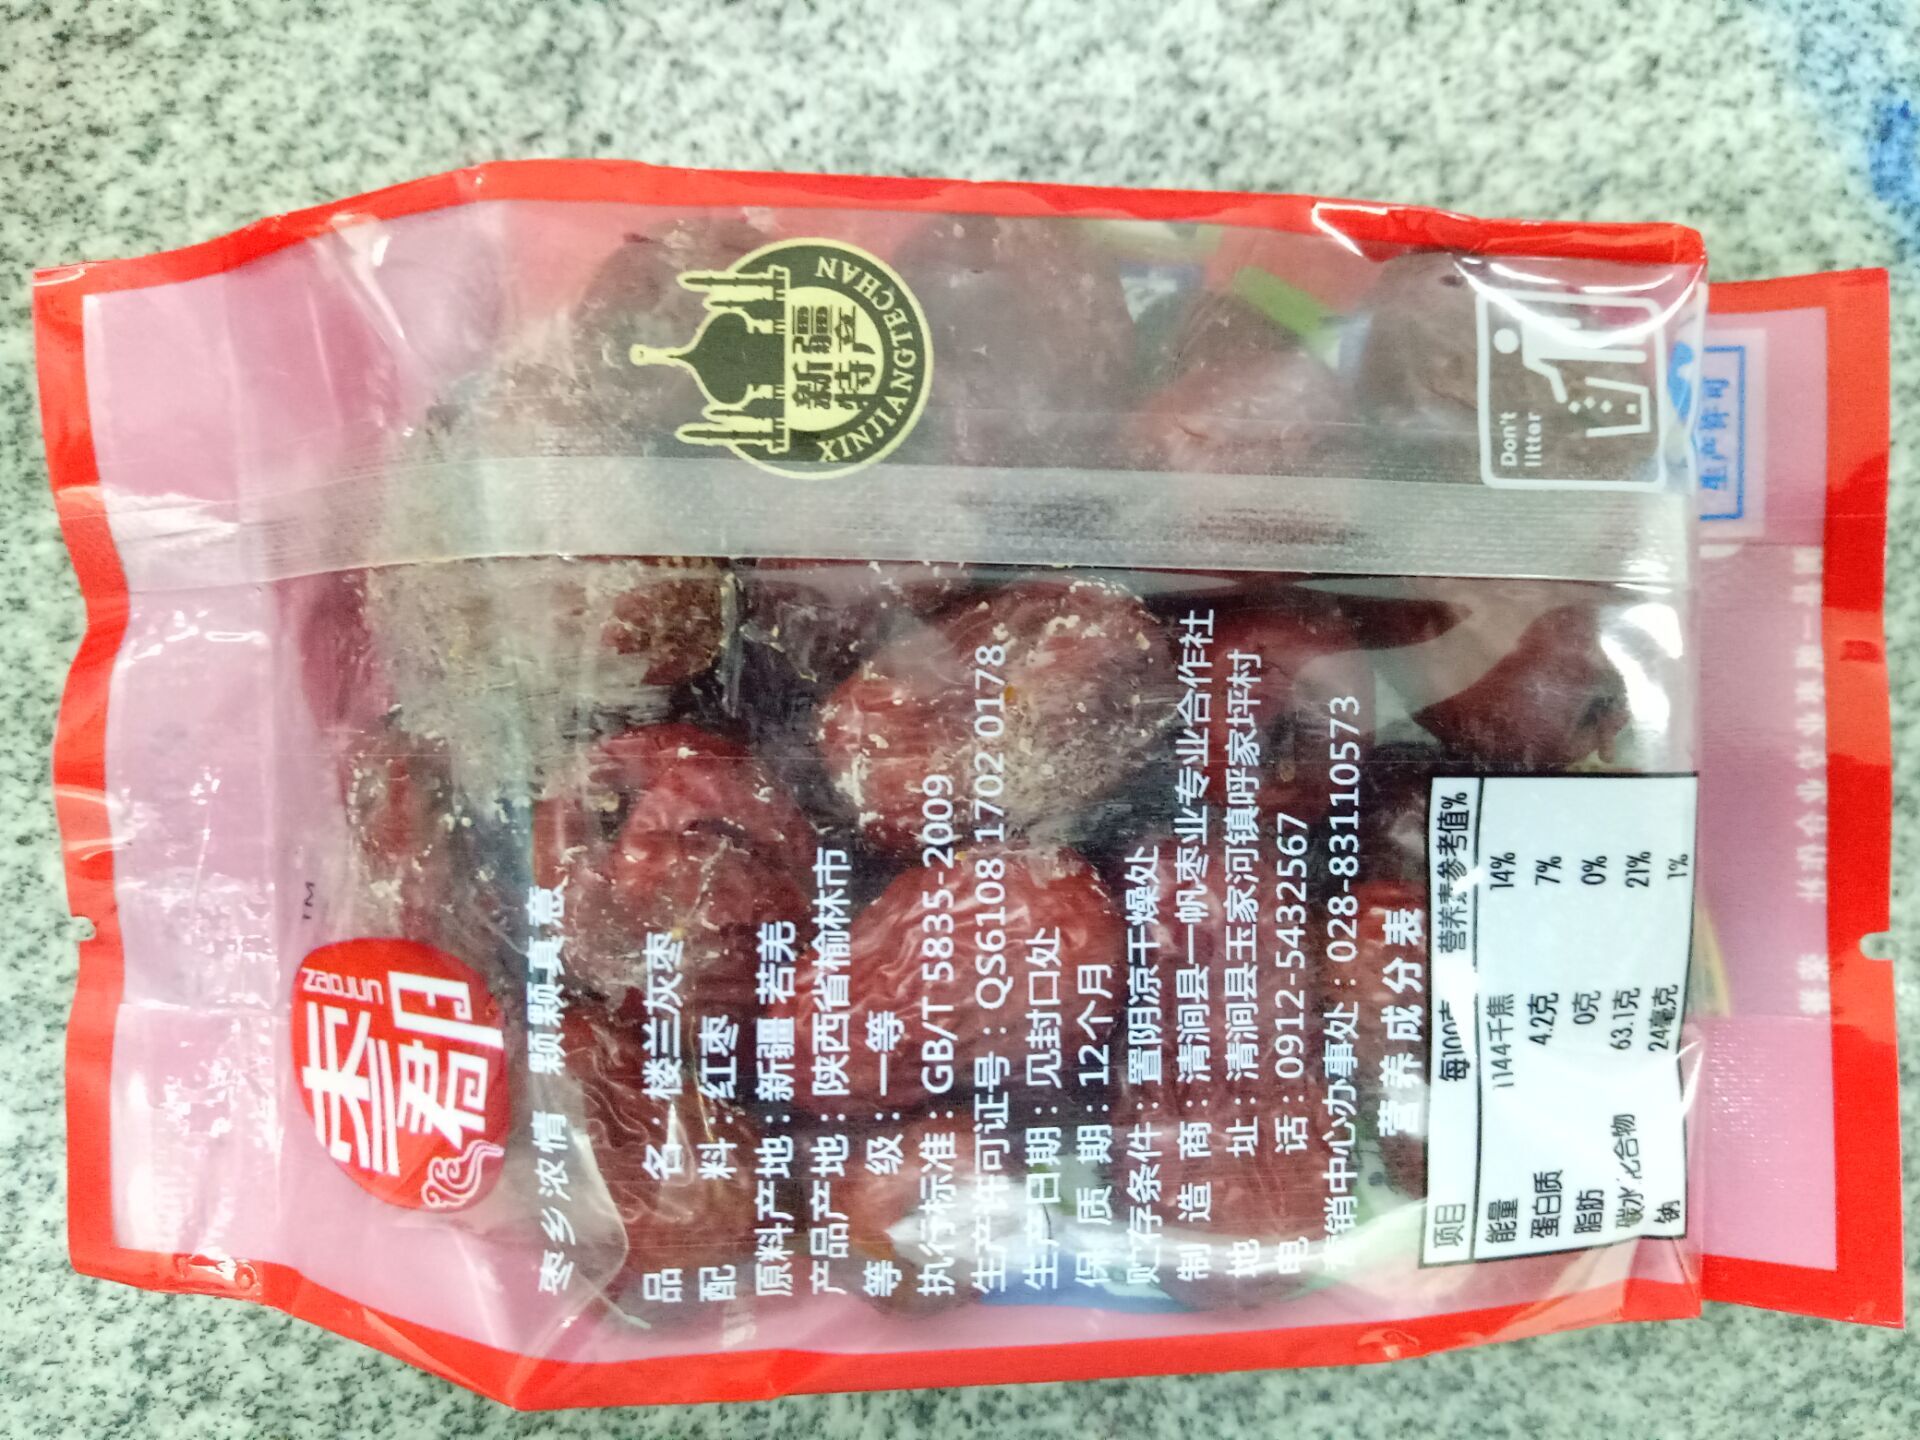 TM
zaojun
枣君
枣乡浓情 颗颗真意
品 名：楼兰灰枣
配 料：红枣
原料产地：新疆 若羌
产品产地：陕西省榆林市
等 级：一等
执行标准：GB/T 5835-2009
生产许可证号：QS6108 1702 0178
生产日期：见封口处
保 质 期：12个月
贮存条件：置阴凉干燥处
制 造 商：清涧县一帆枣业专业合作社
地 址：清涧县玉家河镇呼家坪村
电 话：0912-5432567
营销中心办事处：028-83110573
营养成分表
项目 每100克 营养素参考值%
能量 1144千焦 14%
蛋白质 4.2克 7%
脂肪 0克 0%
碳水化合物 63.15克 21%
钠 24毫克 1%
新疆
特产
XINJIANGTECHAN
Don't
litter
生产许可